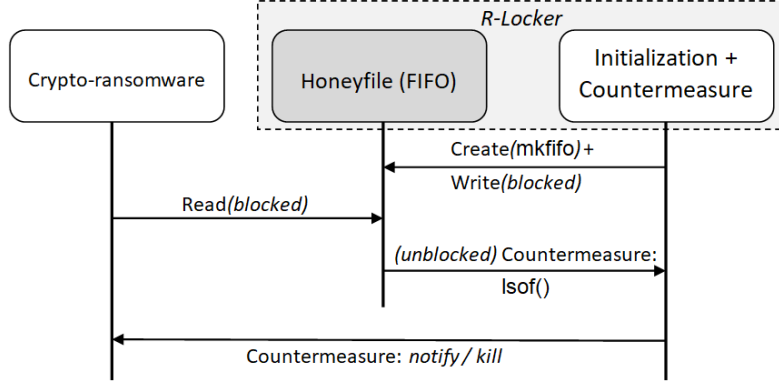 R-Locker
Crypto-ransomware
Honeyfile (FIFO)
Initialization +
Countermeasure
Create(mkfifo)+
Write(blocked)
Read(blocked)
(unblocked) Countermeasure:
lsof()
Countermeasure: notify / kill